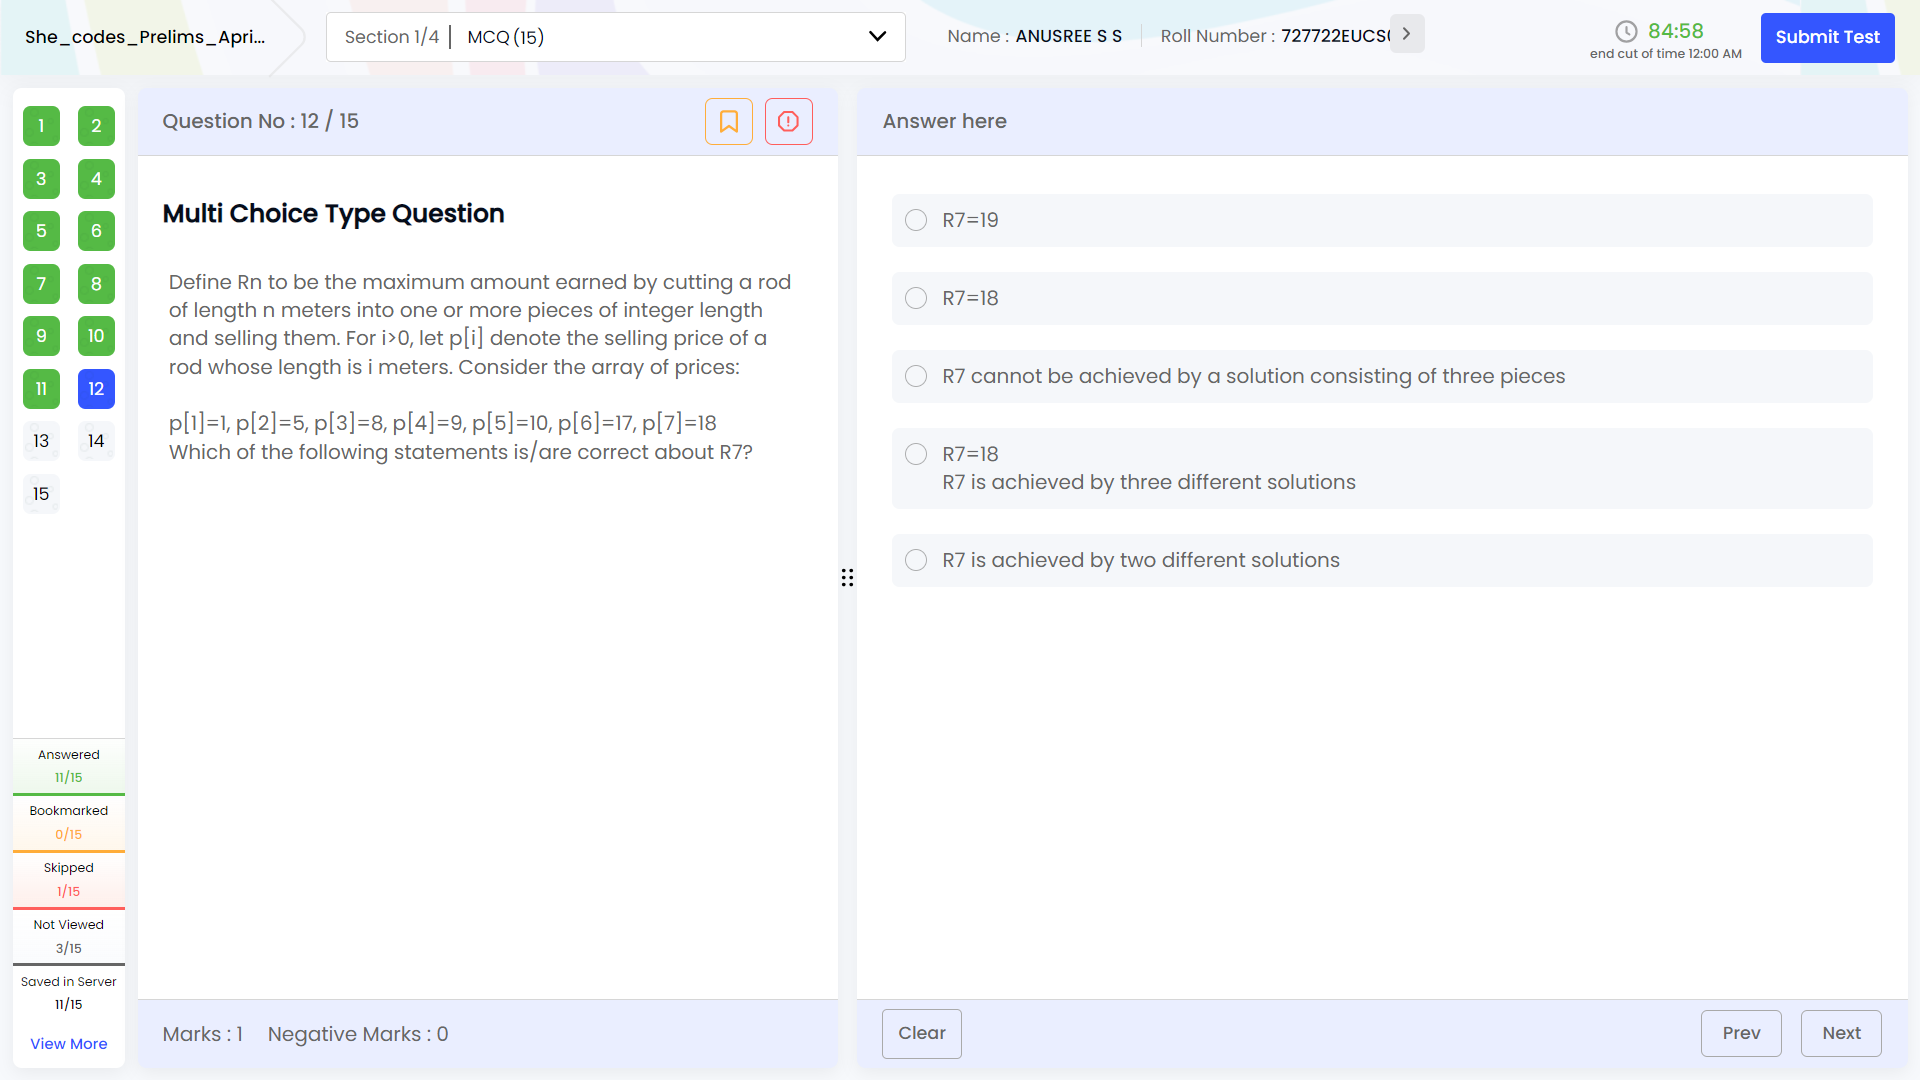 She_codes_Prelims_Apri...
Section 1/4 | MCQ (15)
Name : ANUSREE S S
Roll Number : 727722EUCS
84:58
end cut of time 12:00 AM
Submit Test
1 2
3 4
5 6
7 8
9 10
11 12
13 14
15
Answered
11/15
Bookmarked
0/15
Skipped
1/15
Not Viewed
3/15
Saved in Server
11/15
View More
Question No : 12 / 15
Multi Choice Type Question
Define Rn to be the maximum amount earned by cutting a rod
of length n meters into one or more pieces of integer length
and selling them. For i>0, let p[i] denote the selling price of a
rod whose length is i meters. Consider the array of prices:
p[1]=1, p[2]=5, p[3]=8, p[4]=9, p[5]=10, p[6]=17, p[7]=18
Which of the following statements is/are correct about R7?
Marks : 1 Negative Marks : 0
Answer here
R7=19
R7=18
R7 cannot be achieved by a solution consisting of three pieces
R7=18
R7 is achieved by three different solutions
R7 is achieved by two different solutions
Clear
Prev
Next